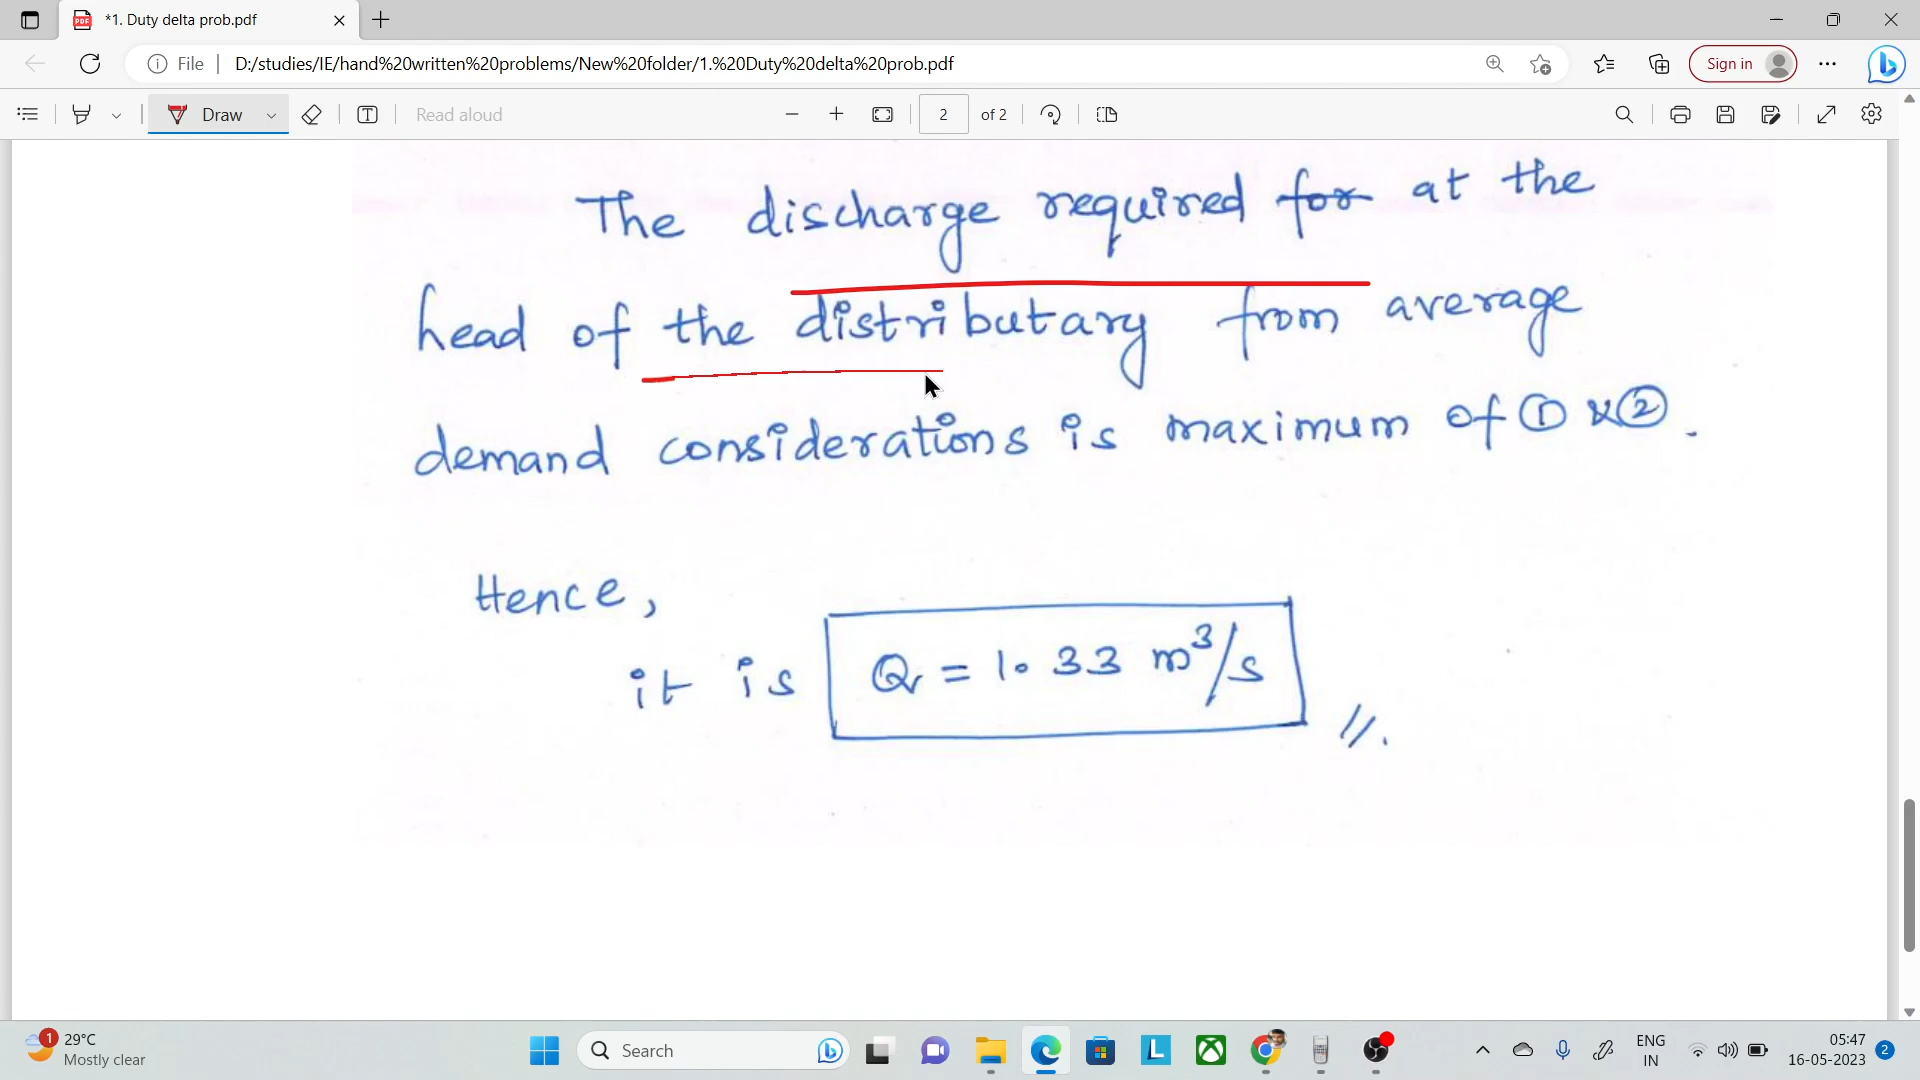 *1. Duty delta prob.pdf
File
D:/studies/IE/hand%20written%20problems/New%20folder/1.%20Duty%20delta%20prob.pdf
Sign in
Draw
Read aloud
2 of 2
The discharge required for at the
head of the distributary from average
demand considerations is maximum of ① & ②.
Hence,
it is Q = 1.33 m³/s //.
1
29°C
Mostly clear
Search
ENG
IN
05:47
16-05-2023
2